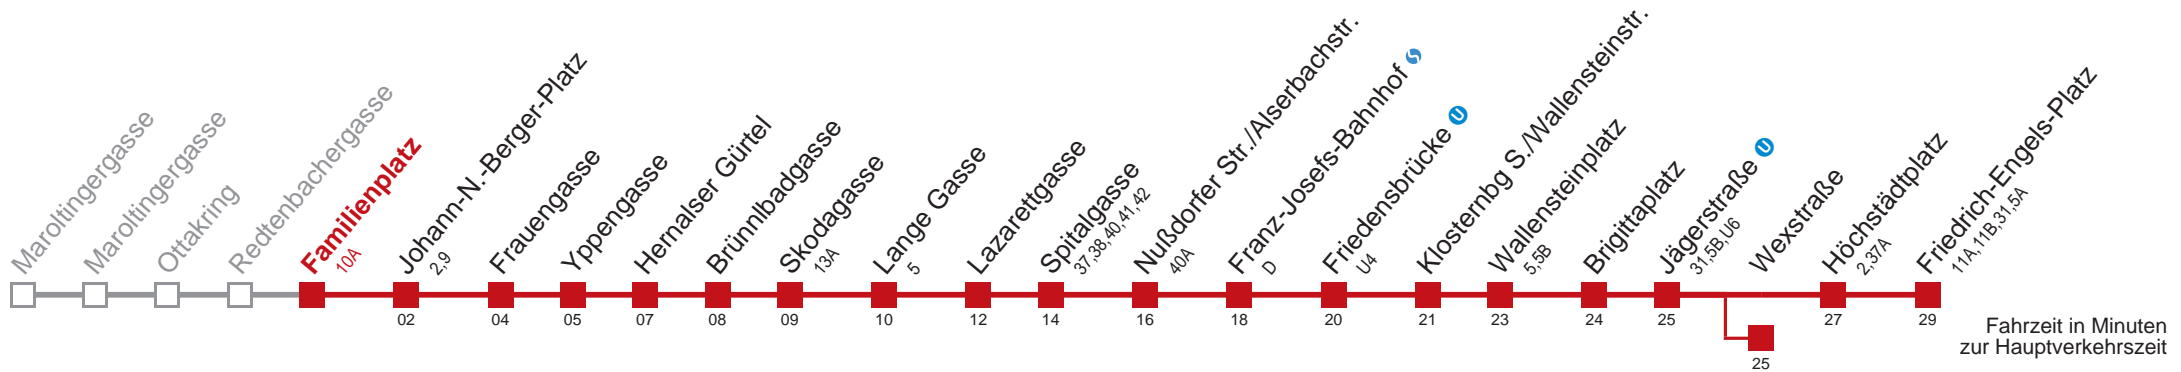 Maroltingergasse
Maroltingergasse
Ottakring
Redtenbachergasse
Familienplatz
10A
Johann-N.-Berger-Platz
2,9
02
Frauengasse
04
Yppengasse
05
Hernalser Gürtel
07
Brünnlbadgasse
08
Skodagasse
13A
09
Lange Gasse
5
10
Lazarettgasse
12
Spitalgasse
37,38,40,41,42
14
Nußdorfer Str./Alserbachstr.
40A
16
Franz-Josefs-Bahnhof S
D
18
Friedensbrücke U
U4
20
Klosternbg S./Wallensteinstr.
21
Wallensteinplatz
5,5B
23
Brigittaplatz
24
Jägerstraße U
31,5B,U6
25
Wexstraße
25
Höchstädtplatz
2,37A
27
Friedrich-Engels-Platz
11A,11B,31,5A
29
Fahrzeit in Minuten
zur Hauptverkehrszeit